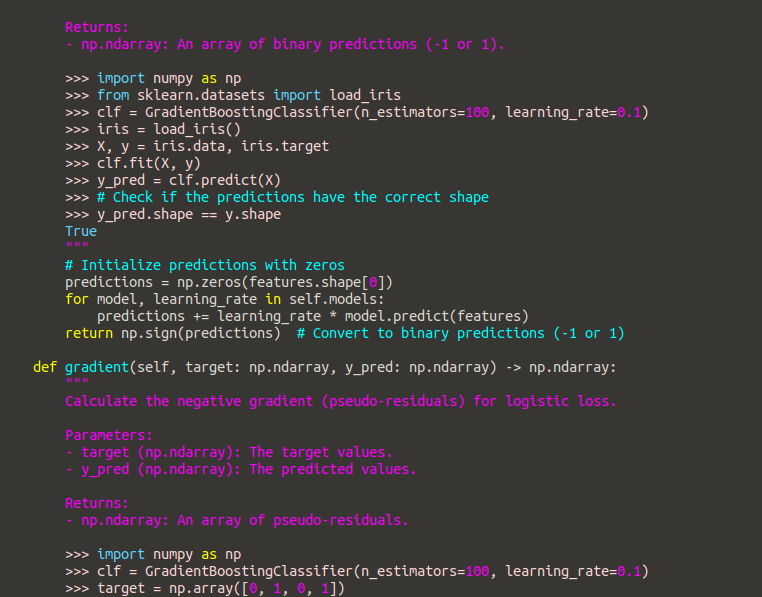 Returns:
- np.ndarray: An array of binary predictions (-1 or 1).
>>> import numpy as np
>>> from sklearn.datasets import load_iris
>>> clf = GradientBoostingClassifier(n_estimators=100, learning_rate=0.1)
>>> iris = load_iris()
>>> X, y = iris.data, iris.target
>>> clf.fit(X, y)
>>> y_pred = clf.predict(X)
>>> # Check if the predictions have the correct shape
>>> y_pred.shape == y.shape
True
"""
# Initialize predictions with zeros
predictions = np.zeros(features.shape[0])
for model, learning_rate in self.models:
predictions += learning_rate * model.predict(features)
return np.sign(predictions)  # Convert to binary predictions (-1 or 1)
def gradient(self, target: np.ndarray, y_pred: np.ndarray) -> np.ndarray:
"""
Calculate the negative gradient (pseudo-residuals) for logistic loss.
Parameters:
- target (np.ndarray): The target values.
- y_pred (np.ndarray): The predicted values.
Returns:
- np.ndarray: An array of pseudo-residuals.
>>> import numpy as np
>>> clf = GradientBoostingClassifier(n_estimators=100, learning_rate=0.1)
>>> target = np.array([0, 1, 0, 1])